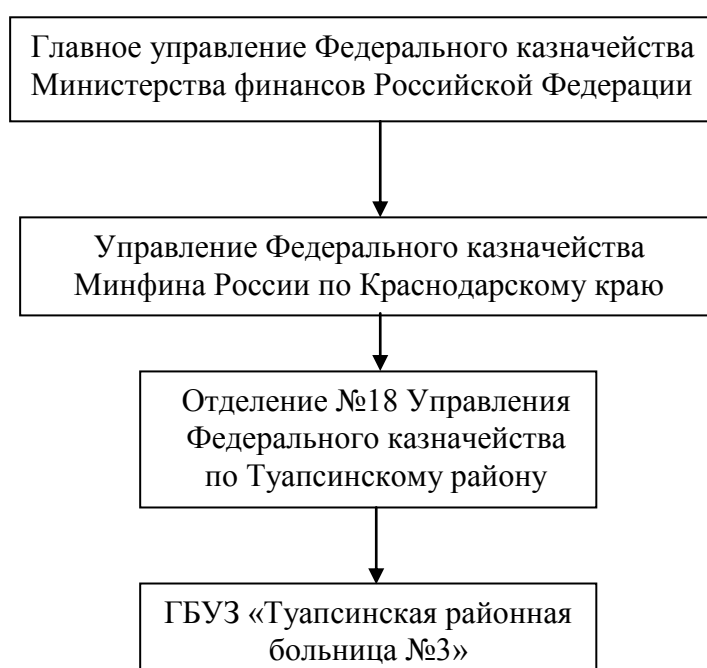 Главное управление Федерального казначейства
Министерства финансов Российской Федерации
Управление Федерального казначейства
Минфина России по Краснодарскому краю
Отделение №18 Управления
Федерального казначейства
по Туапсинскому району
ГБУЗ «Туапсинская районная
больница №3»